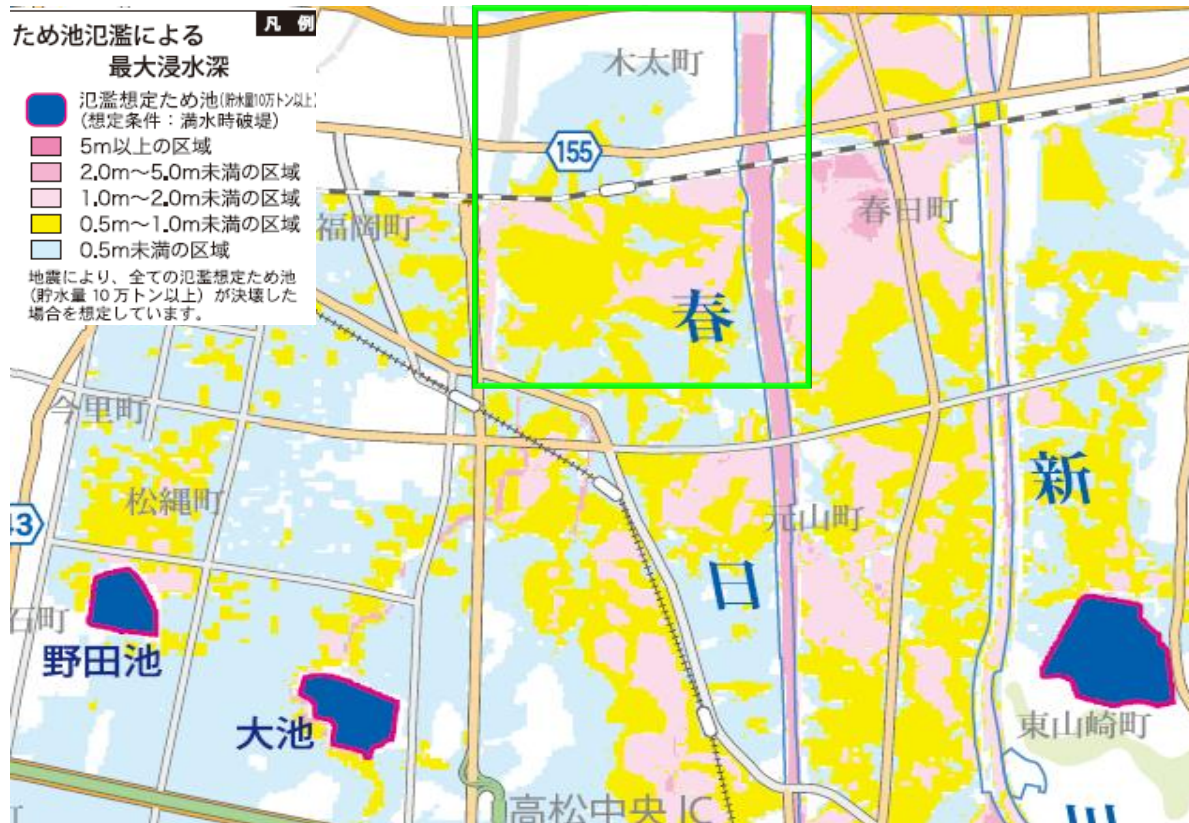 凡 例
ため池氾濫による
最大浸水深
氾濫想定ため池(貯水量10万トン以上)
(想定条件：満水時破堤)
5m以上の区域
2.0m〜5.0m未満の区域
1.0m〜2.0m未満の区域
0.5m〜1.0m未満の区域
0.5m未満の区域
地震により、全ての氾濫想定ため池
(貯水量 10 万トン以上) が決壊した
場合を想定しています。
木太町
155
春日町
福岡町
春
今里町
新
松縄町
元山町
43
日
石町
野田池
大池
東山崎町
高松中央 JC